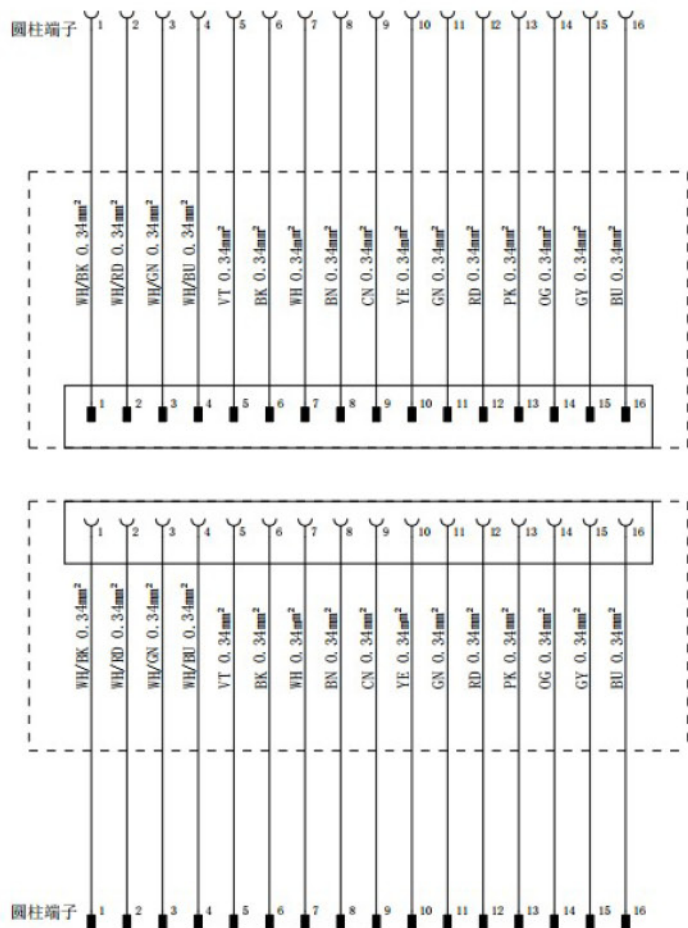 圆柱端子 1 2 3 4 5 6 7 8 9 10 11 12 13 14 15 16
WH/BK 0.34mm²
WH/RD 0.34mm²
WH/GN 0.34mm²
WH/BU 0.34mm²
VT 0.34mm²
BK 0.34mm²
WH 0.34mm²
BN 0.34mm²
CN 0.34mm²
YE 0.34mm²
GN 0.34mm²
RD 0.34mm²
PK 0.34mm²
OG 0.34mm²
GY 0.34mm²
BU 0.34mm²
1 2 3 4 5 6 7 8 9 10 11 12 13 14 15 16
1 2 3 4 5 6 7 8 9 10 11 12 13 14 15 16
WH/BK 0.34mm²
WH/RD 0.34mm²
WH/GN 0.34mm²
WH/BU 0.34mm²
VT 0.34mm²
BK 0.34mm²
WH 0.34mm²
BN 0.34mm²
CN 0.34mm²
YE 0.34mm²
GN 0.34mm²
RD 0.34mm²
PK 0.34mm²
OG 0.34mm²
GY 0.34mm²
BU 0.34mm²
圆柱端子 1 2 3 4 5 6 7 8 9 10 11 12 13 14 15 16